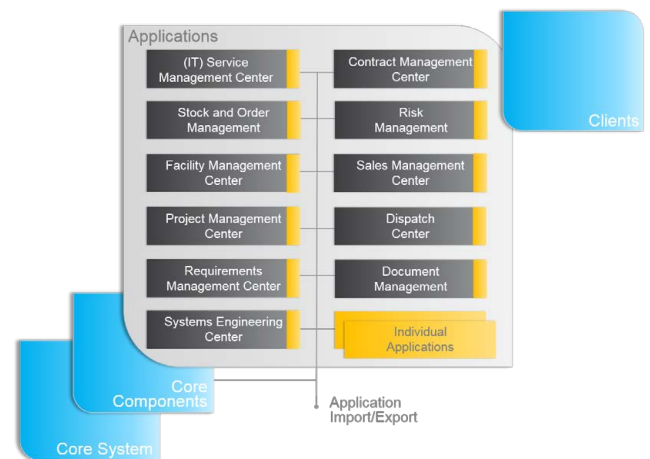 Applications
(IT) Service
Management Center
Contract Management
Center
Stock and Order
Management
Risk
Management
Facility Management
Center
Sales Management
Center
Project Management
Center
Dispatch
Center
Requirements
Management Center
Document
Management
Systems Engineering
Center
Individual
Applications
Clients
Core
Components
Application
Import/Export
Core System